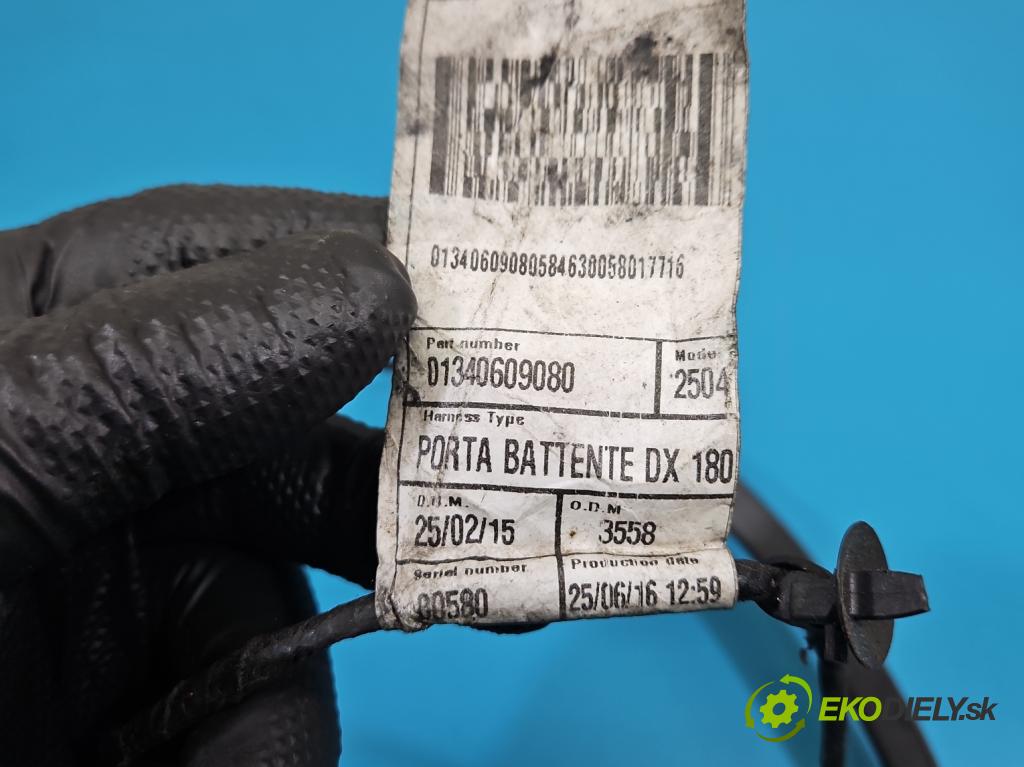 01340609080584630058017716
Part number
01340609080
Mode
2504
Harness Type
PORTA BATTENTE DX 180
D.U.M.
25/02/15
O.D.M
3558
Serial number
00580
Production date
25/06/16 12:59
EKODIELY.sk